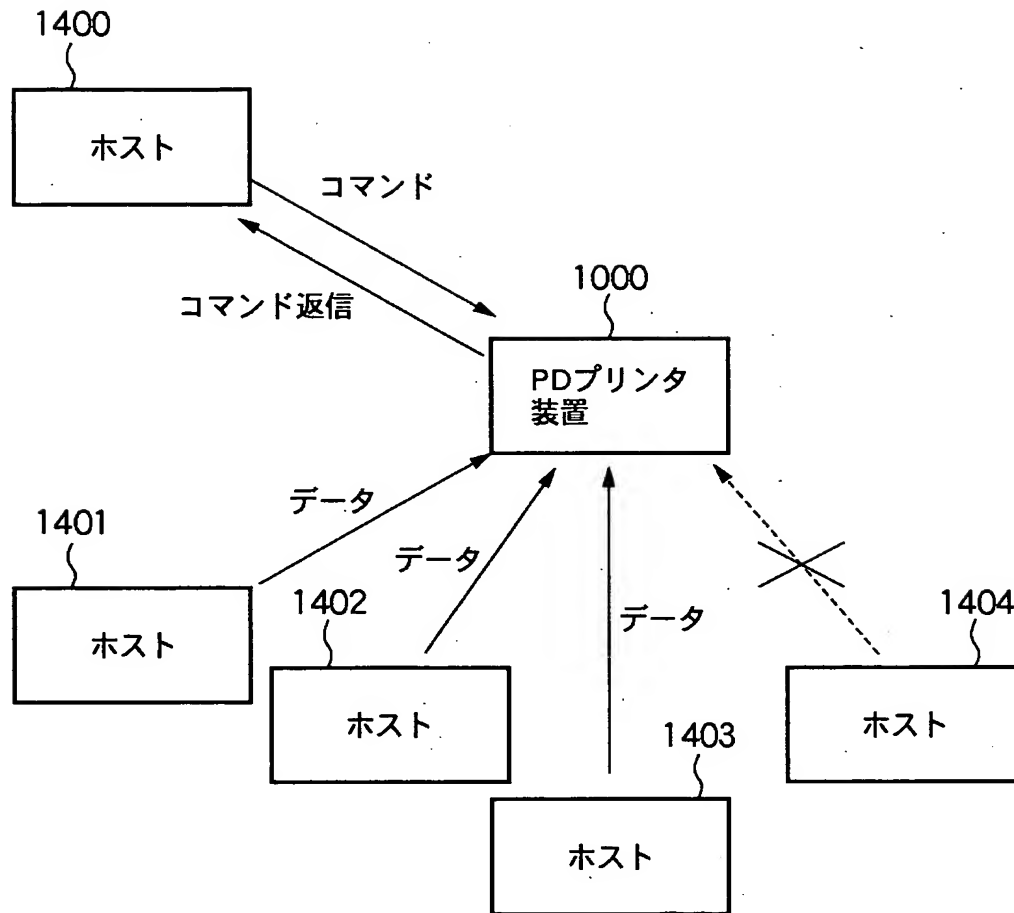 1400
ホスト
コマンド
コマンド返信
1000
PDプリンタ
装置
データ
1401
ホスト
データ
1402
ホスト
データ
1403
ホスト
1404
ホスト